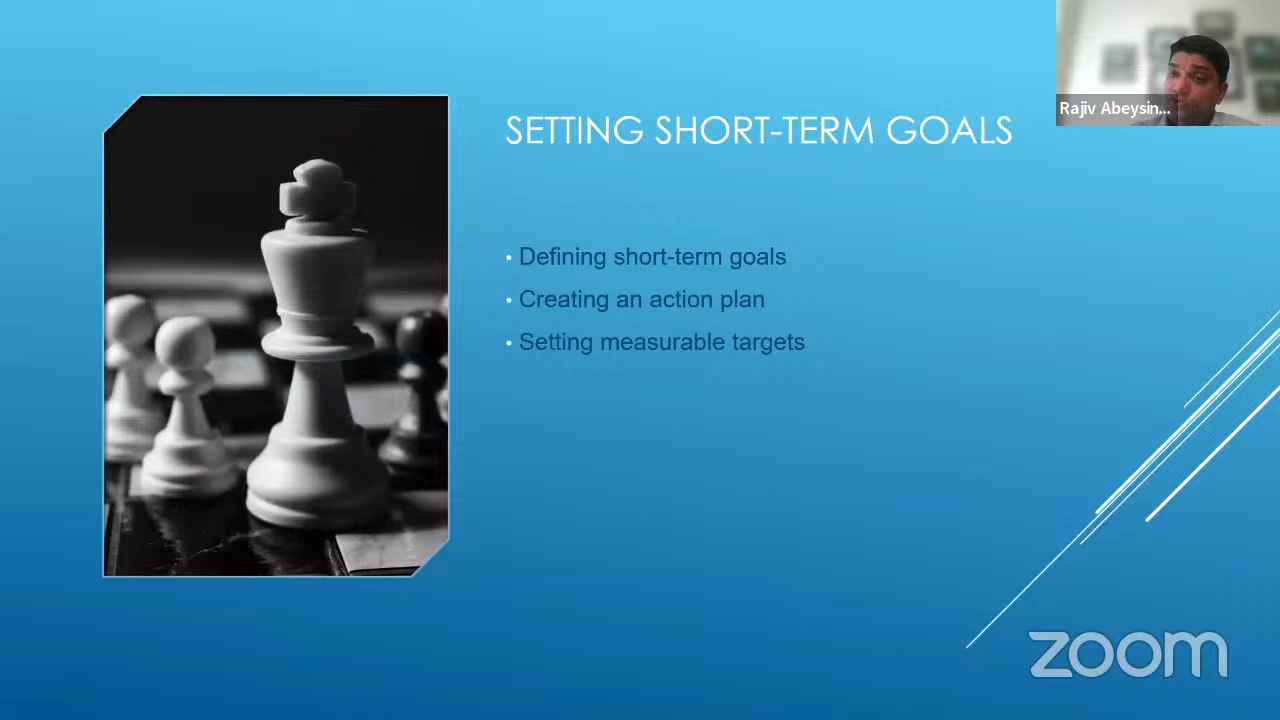 Rajiv Abeysin...
SETTING SHORT-TERM GOALS
• Defining short-term goals
• Creating an action plan
• Setting measurable targets
zoom